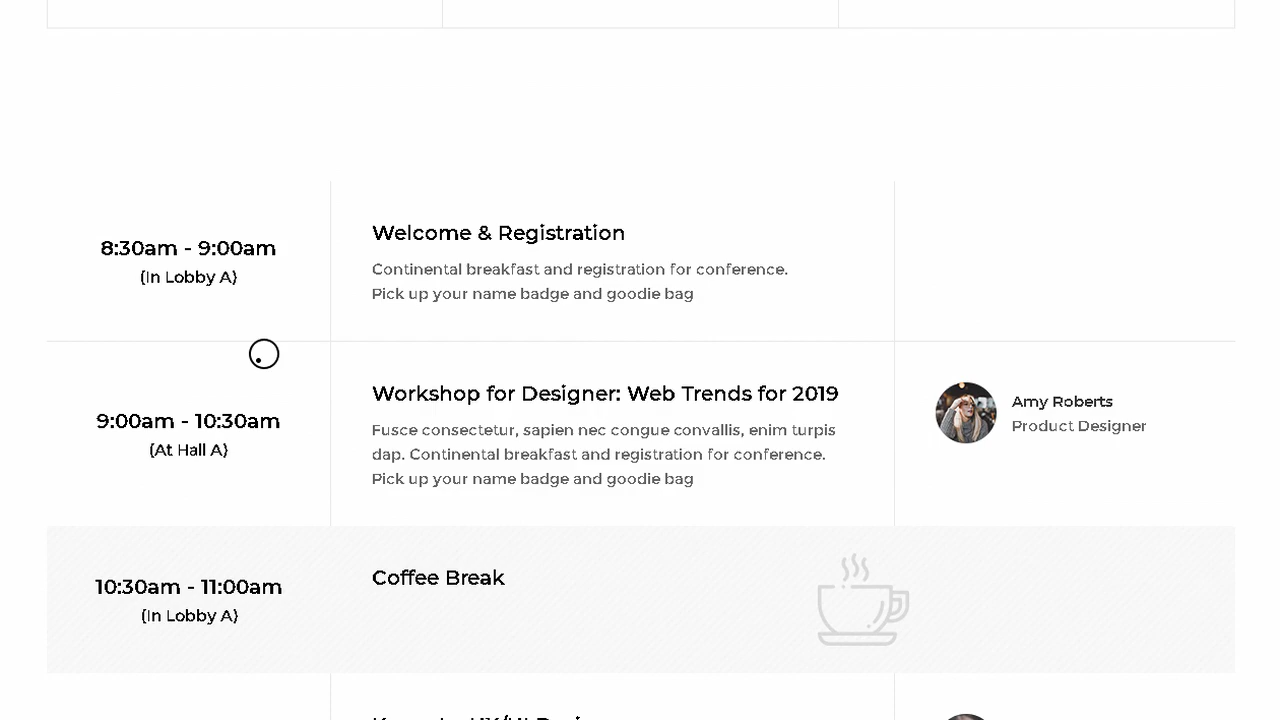 8:30am - 9:00am
(In Lobby A)
Welcome & Registration
Continental breakfast and registration for conference.
Pick up your name badge and goodie bag
9:00am - 10:30am
(At Hall A)
Workshop for Designer: Web Trends for 2019
Fusce consectetur, sapien nec congue convallis, enim turpis
dap. Continental breakfast and registration for conference.
Pick up your name badge and goodie bag
Amy Roberts
Product Designer
10:30am - 11:00am
(In Lobby A)
Coffee Break